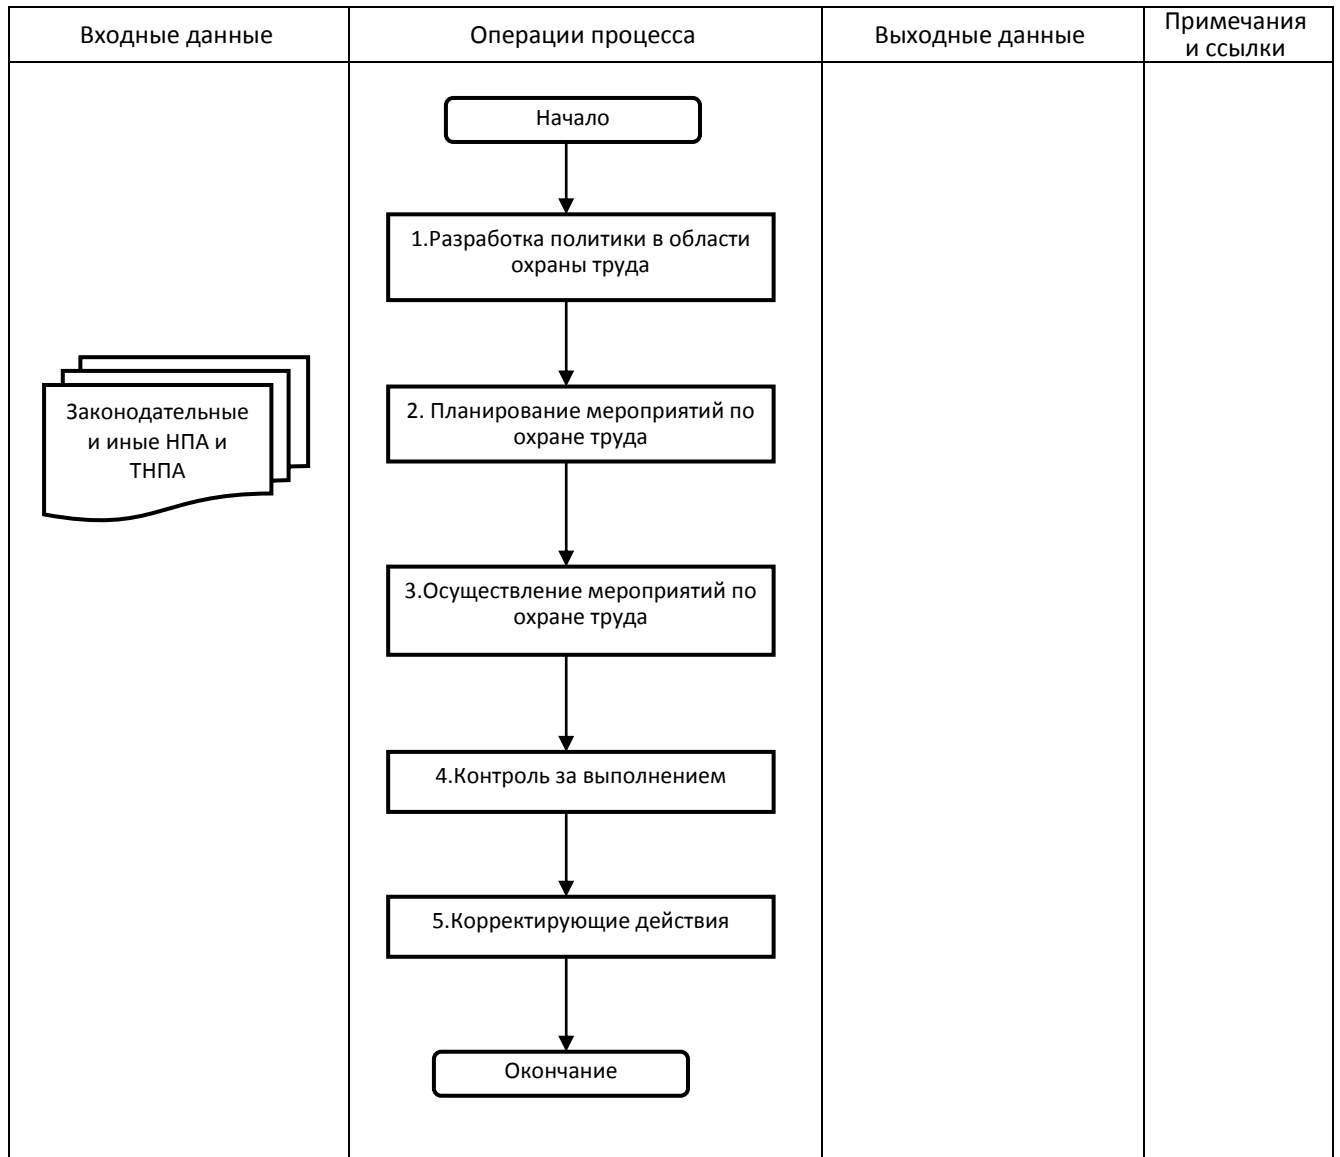 Входные данные
Операции процесса
Выходные данные
Примечания
и ссылки
Начало
1.Разработка политики в области
охраны труда
Законодательные
и иные НПА и
ТНПА
2. Планирование мероприятий по
охране труда
3.Осуществление мероприятий по
охране труда
4.Контроль за выполнением
5.Корректирующие действия
Окончание